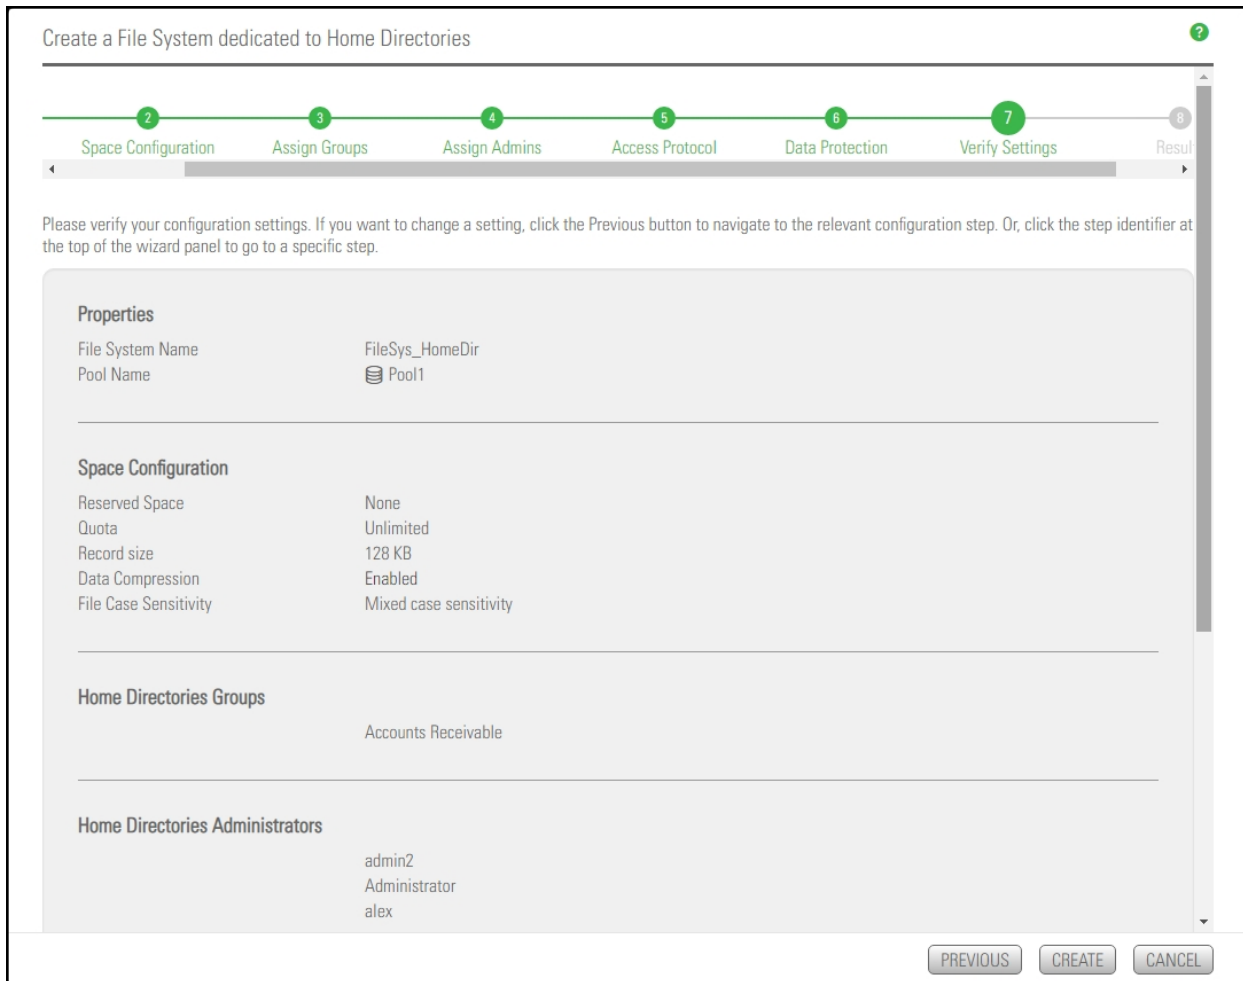 Create a File System dedicated to Home Directories
?
2 3 4 5 6 7 8
Space Configuration Assign Groups Assign Admins Access Protocol Data Protection Verify Settings Resul
Please verify your configuration settings. If you want to change a setting, click the Previous button to navigate to the relevant configuration step. Or, click the step identifier at
the top of the wizard panel to go to a specific step.
Properties
File System Name FileSys_HomeDir
Pool Name Pool1
Space Configuration
Reserved Space None
Quota Unlimited
Record size 128 KB
Data Compression Enabled
File Case Sensitivity Mixed case sensitivity
Home Directories Groups
Accounts Receivable
Home Directories Administrators
admin2
Administrator
alex
PREVIOUS CREATE CANCEL